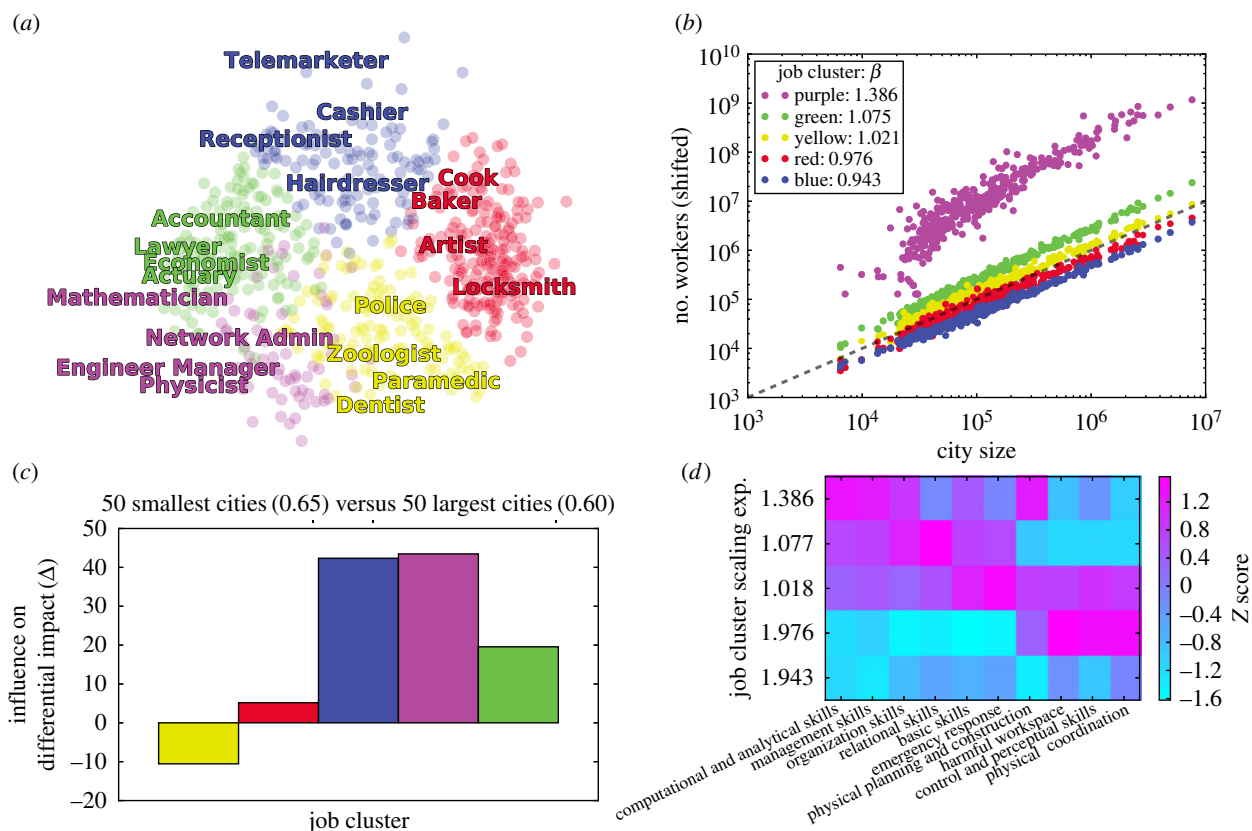 (a)
Telemarketer
Cashier
Receptionist
Hairdresser
Cook
Baker
Accountant
Lawyer
Artist
Economist
Actuary
Mathematician
Locksmith
Police
Network Admin
Zoologist
Engineer Manager
Physicist
Paramedic
Dentist
(b)
no. workers (shifted)
10^10
10^9
10^8
10^7
10^6
10^5
10^4
10^3
job cluster: β
purple: 1.386
green: 1.075
yellow: 1.021
red: 0.976
blue: 0.943
10^3 10^4 10^5 10^6 10^7
city size
(c)
50 smallest cities (0.65) versus 50 largest cities (0.60)
influence on
differential impact (Δ)
50
40
30
20
10
0
–10
–20
job cluster
(d)
job cluster scaling exp.
1.386
1.077
1.018
1.976
1.943
computational and analytical skills
management skills
organization skills
relational skills
basic skills
emergency response
physical planning and construction
harmful workspace
control and perceptual skills
physical coordination
1.2
0.8
0.4
0
–0.4
–0.8
–1.2
–1.6
Z score